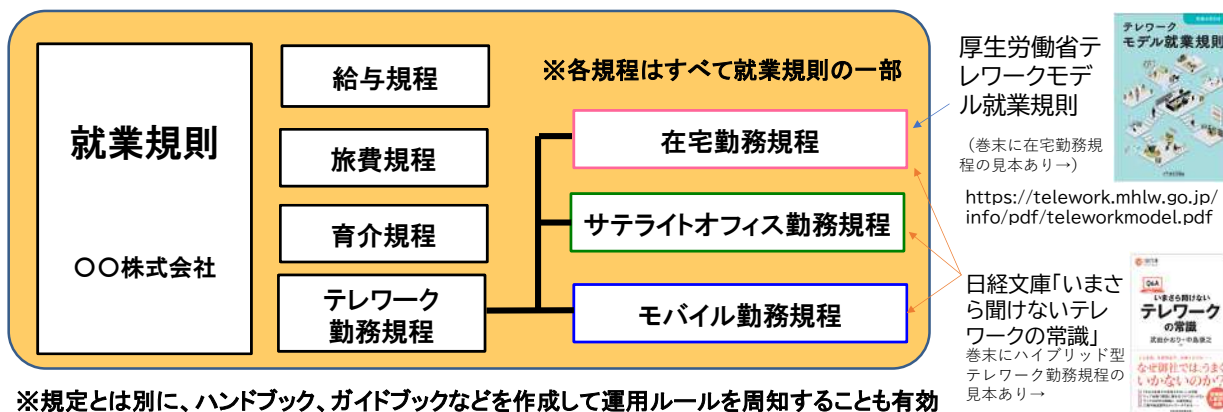 就業規則
〇〇株式会社
給与規程
旅費規程
育介規程
テレワーク
勤務規程
※各規程はすべて就業規則の一部
在宅勤務規程
サテライトオフィス勤務規程
モバイル勤務規程
厚生労働省テ
レワークモデ
ル就業規則
(巻末に在宅勤務規
程の見本あり→)
https://telework.mhlw.go.jp/
info/pdf/teleworkmodel.pdf
テレワーク
モデル就業規則
日経文庫「いまさ
ら聞けないテレ
ワークの常識」
巻末にハイブリッド型
テレワーク勤務規程の
見本あり→
Q&A
いまさら聞けない
テレワーク
の常識
武田かおり・中島康之
なぜ御社では、うまく
いかないのか?
※規定とは別に、ハンドブック、ガイドブックなどを作成して運用ルールを周知することも有効